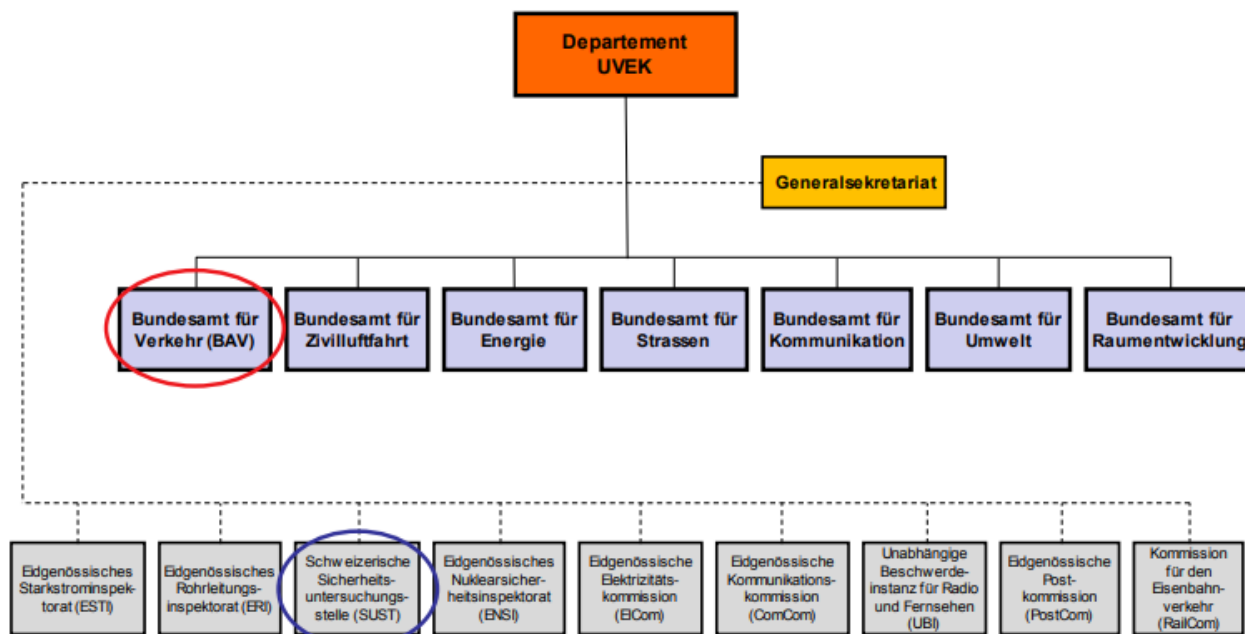 Departement
UVEK
Generalsekretariat
Bundesamt für
Verkehr (BAV)
Bundesamt für
Zivilluftfahrt
Bundesamt für
Energie
Bundesamt für
Strassen
Bundesamt für
Kommunikation
Bundesamt für
Umwelt
Bundesamt für
Raumentwicklung
Eidgenössisches
Starkstrominspek-
torat (ESTI)
Eidgenössisches
Rohrleitungs-
inspektorat (ERI)
Schweizerische
Sicherheits-
untersuchungs-
stelle (SUST)
Eidgenössisches
Nuklearsicher-
heitsinspektorat
(ENSI)
Eidgenössische
Elektrizitäts-
kommission
(ElCom)
Eidgenössische
Kommunikations-
kommission
(ComCom)
Unabhängige
Beschwerde-
instanz für Radio
und Fernsehen
(UBI)
Eidgenössische
Post-
kommission
(PostCom)
Kommission
für den
Eisenbahn-
verkehr
(RailCom)